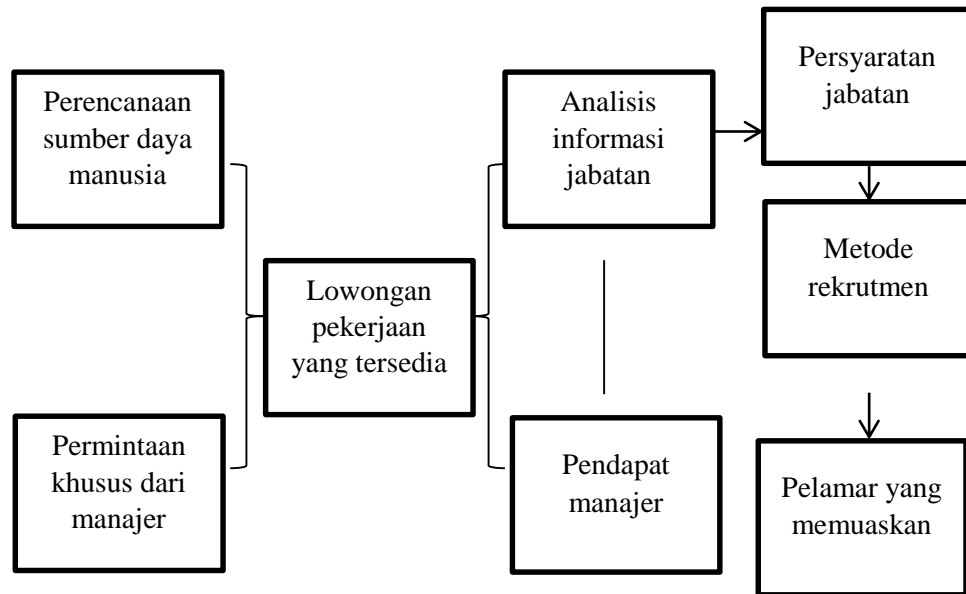 Perencanaan
sumber daya
manusia
Permintaan
khusus dari
manajer
Lowongan
pekerjaan
yang tersedia
Analisis
informasi
jabatan
Pendapat
manajer
Persyaratan
jabatan
Metode
rekrutmen
Pelamar yang
memuaskan